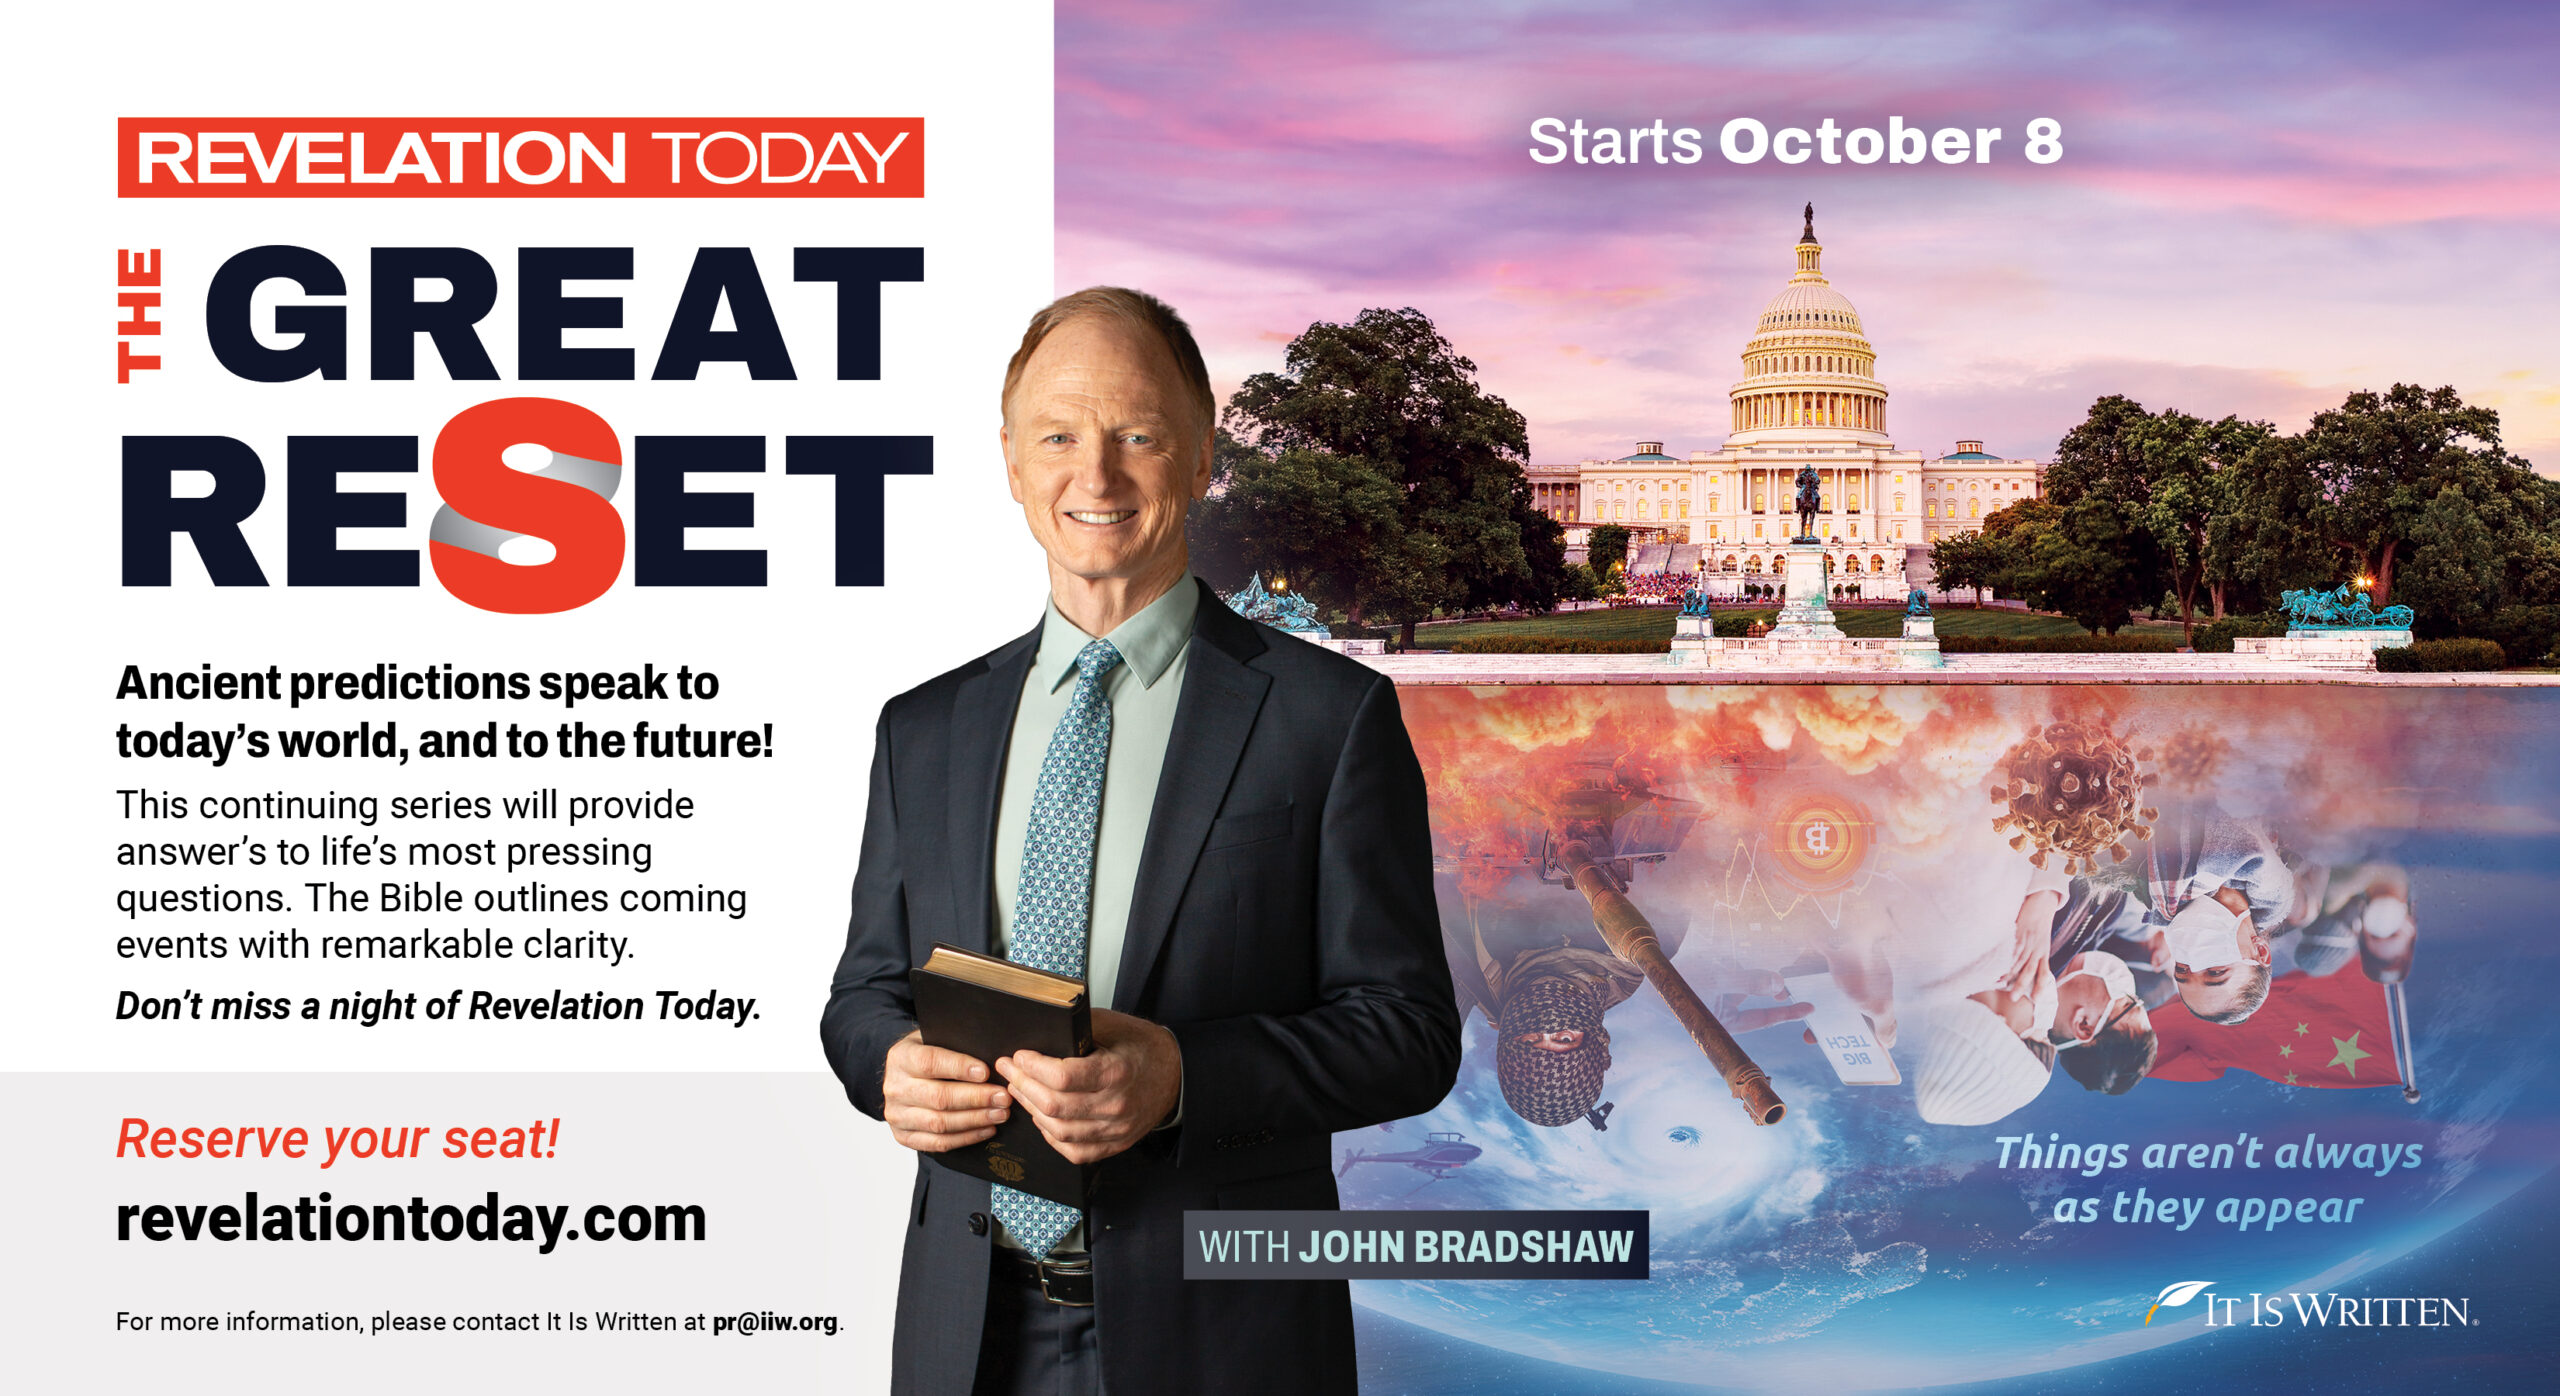 REVELATION TODAY
THE GREAT
RESET
Ancient predictions speak to
today’s world, and to the future!
This continuing series will provide
answer’s to life’s most pressing
questions. The Bible outlines coming
events with remarkable clarity.
Don’t miss a night of Revelation Today.
Reserve your seat!
revelationtoday.com
For more information, please contact It Is Written at pr@iiw.org.
Starts October 8
BIG
TECH
Things aren’t always
as they appear
WITH JOHN BRADSHAW
IT IS WRITTEN®
60